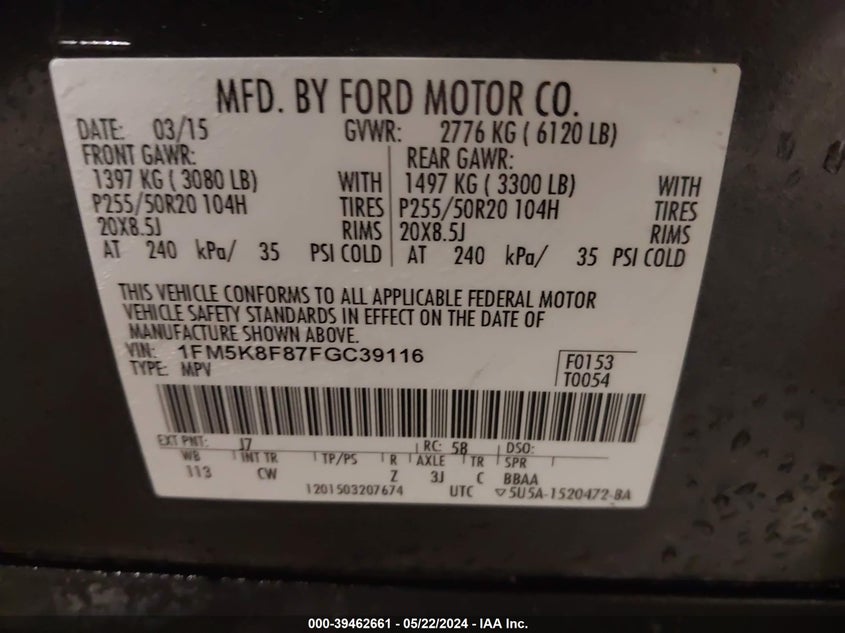 MFD. BY FORD MOTOR CO.
DATE: 03/15 GVWR: 2776 KG ( 6120 LB)
FRONT GAWR: REAR GAWR:
1397 KG ( 3080 LB) WITH 1497 KG ( 3300 LB) WITH
P255/50R20 104H TIRES P255/50R20 104H TIRES
20X8.5J RIMS 20X8.5J RIMS
AT 240 kPa/ 35 PSI COLD AT 240 kPa/ 35 PSI COLD
THIS VEHICLE CONFORMS TO ALL APPLICABLE FEDERAL MOTOR
VEHICLE SAFETY STANDARDS IN EFFECT ON THE DATE OF
MANUFACTURE SHOWN ABOVE.
VIN: 1FM5K8F87FGC39116 F0153
TYPE: MPV T0054
EXT PNT: J7 RC: 58 DSO:
WB INT TR TP/PS R AXLE TR SPR
113 CW Z 3J C BBAA
1201503207674 UTC ▽5U5A-1520472-BA
000-39462661 - 05/22/2024 - IAA Inc.